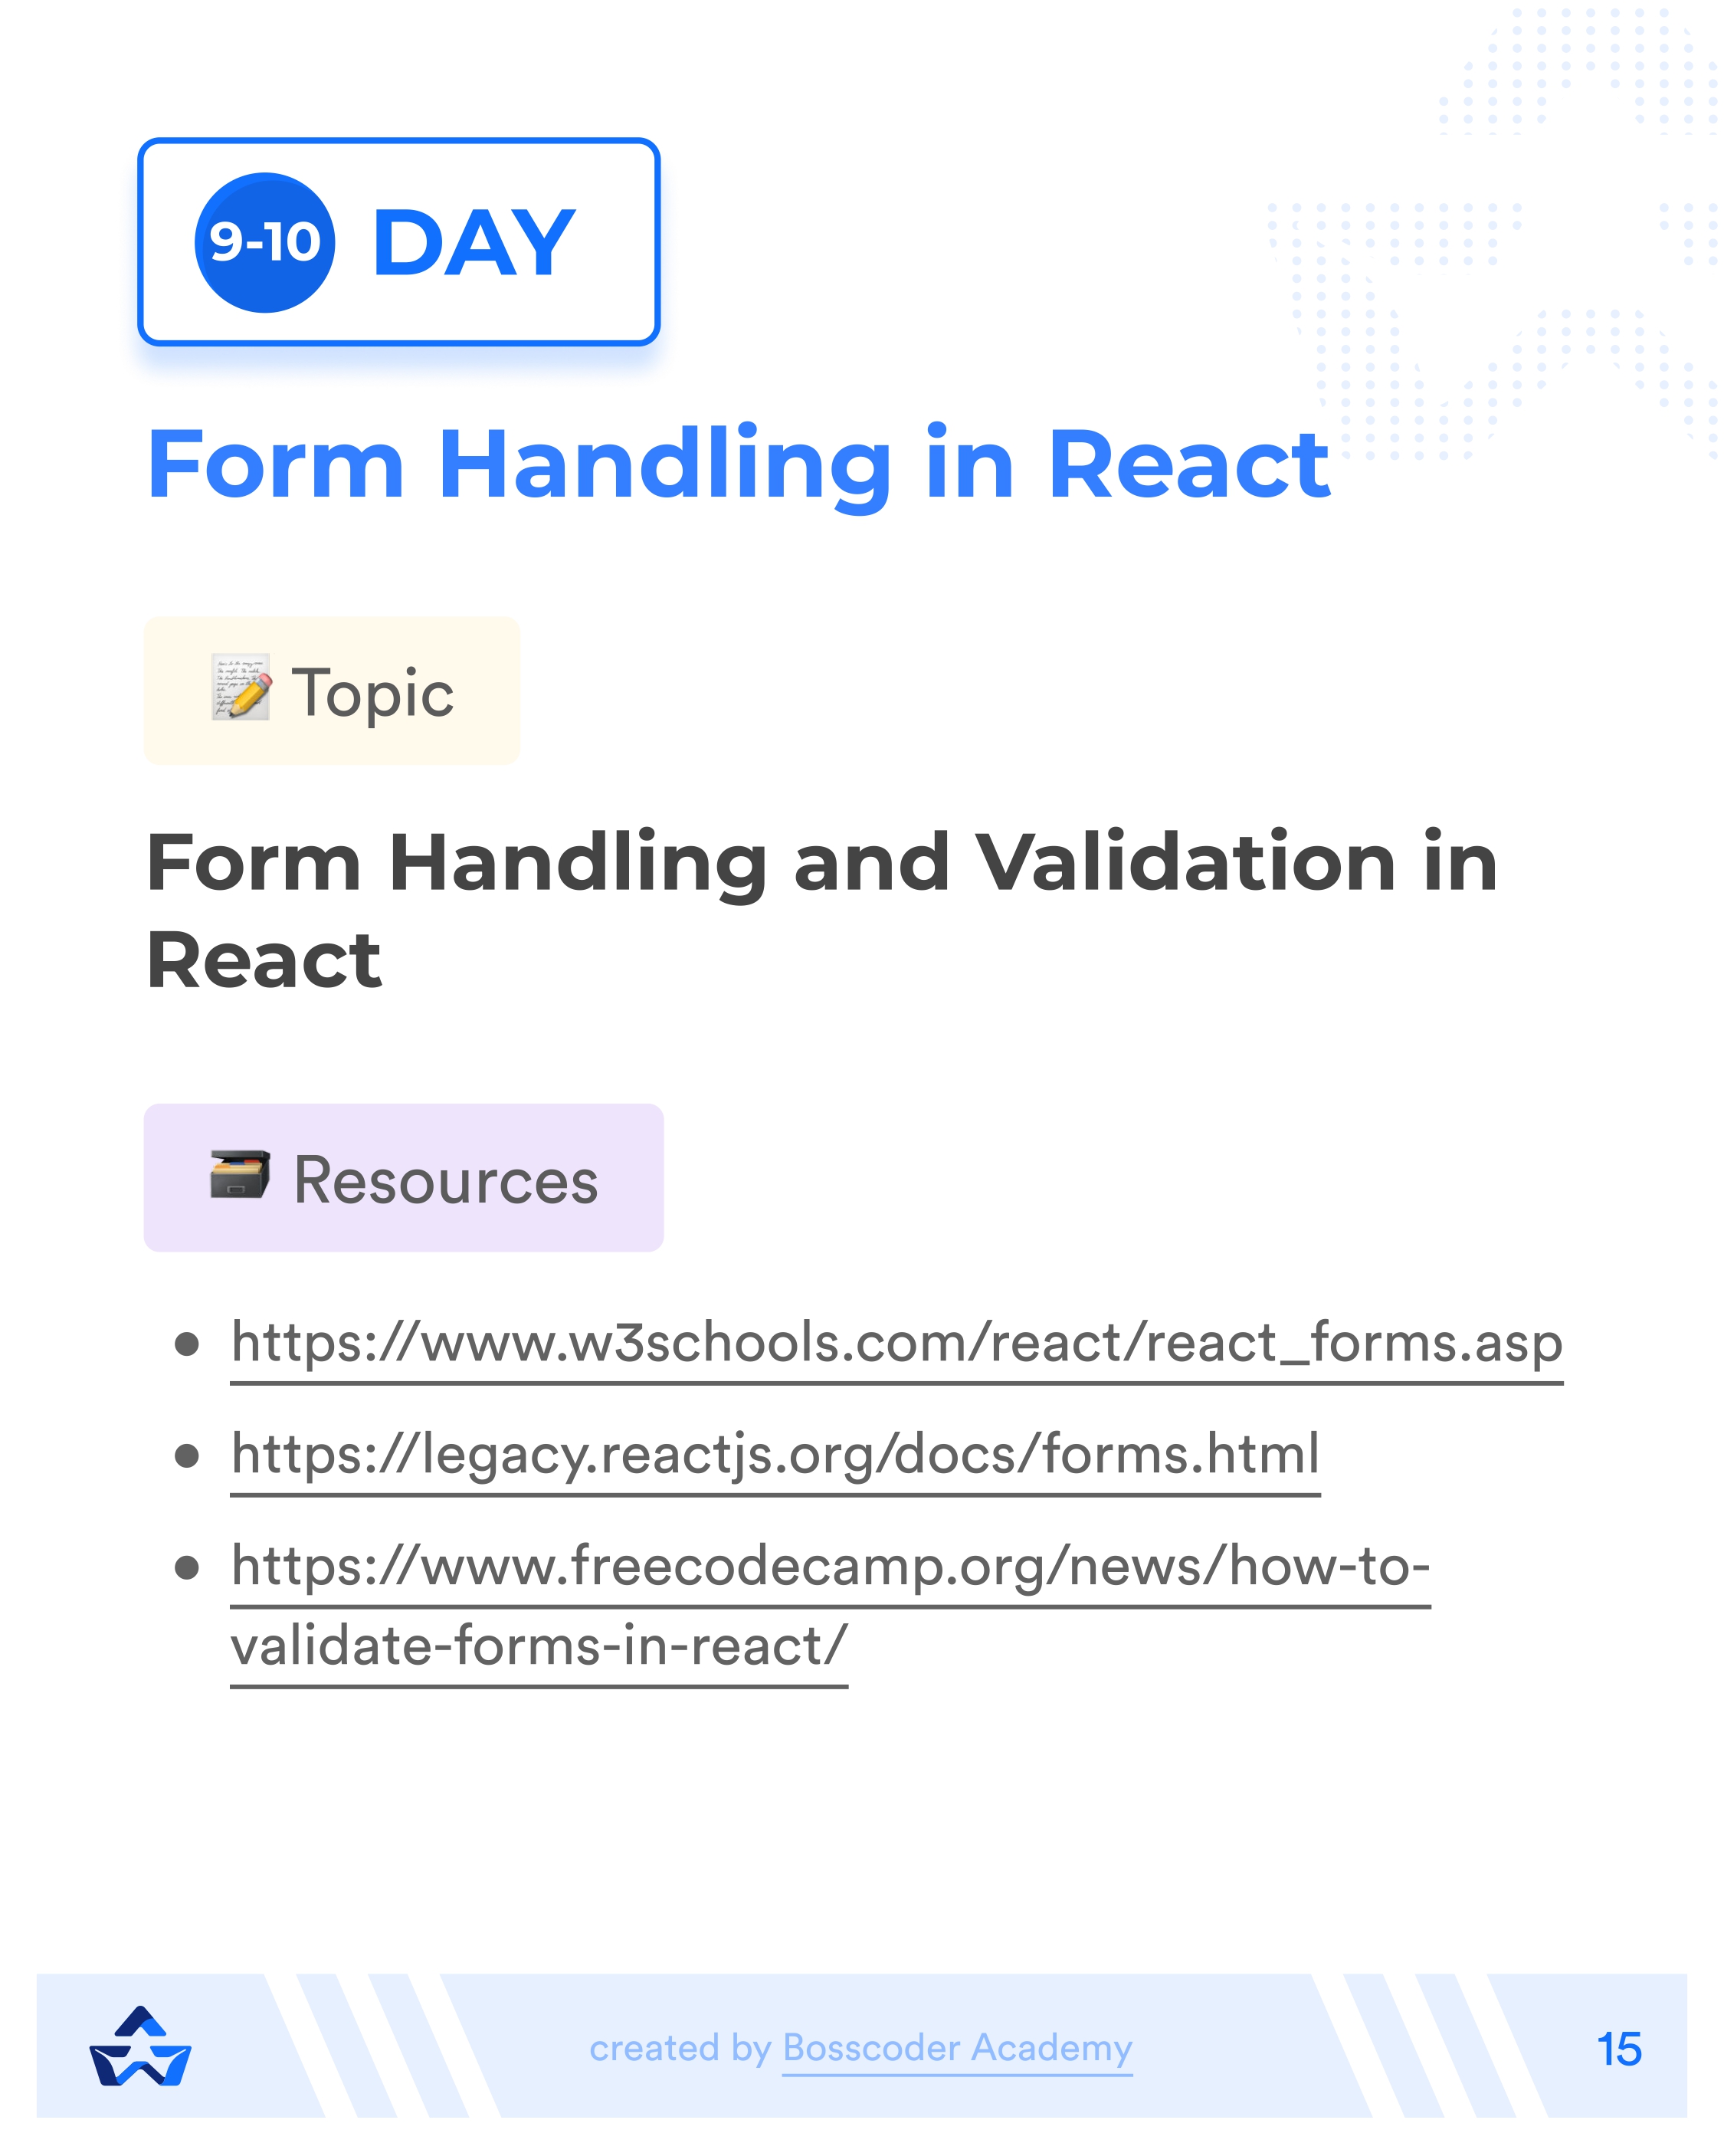 9-10 DAY
Form Handling in React
Topic
Form Handling and Validation in
React
Resources
● https://www.w3schools.com/react/react_forms.asp
● https://legacy.reactjs.org/docs/forms.html
● https://www.freecodecamp.org/news/how-to-
validate-forms-in-react/
created by Bosscoder Academy
15